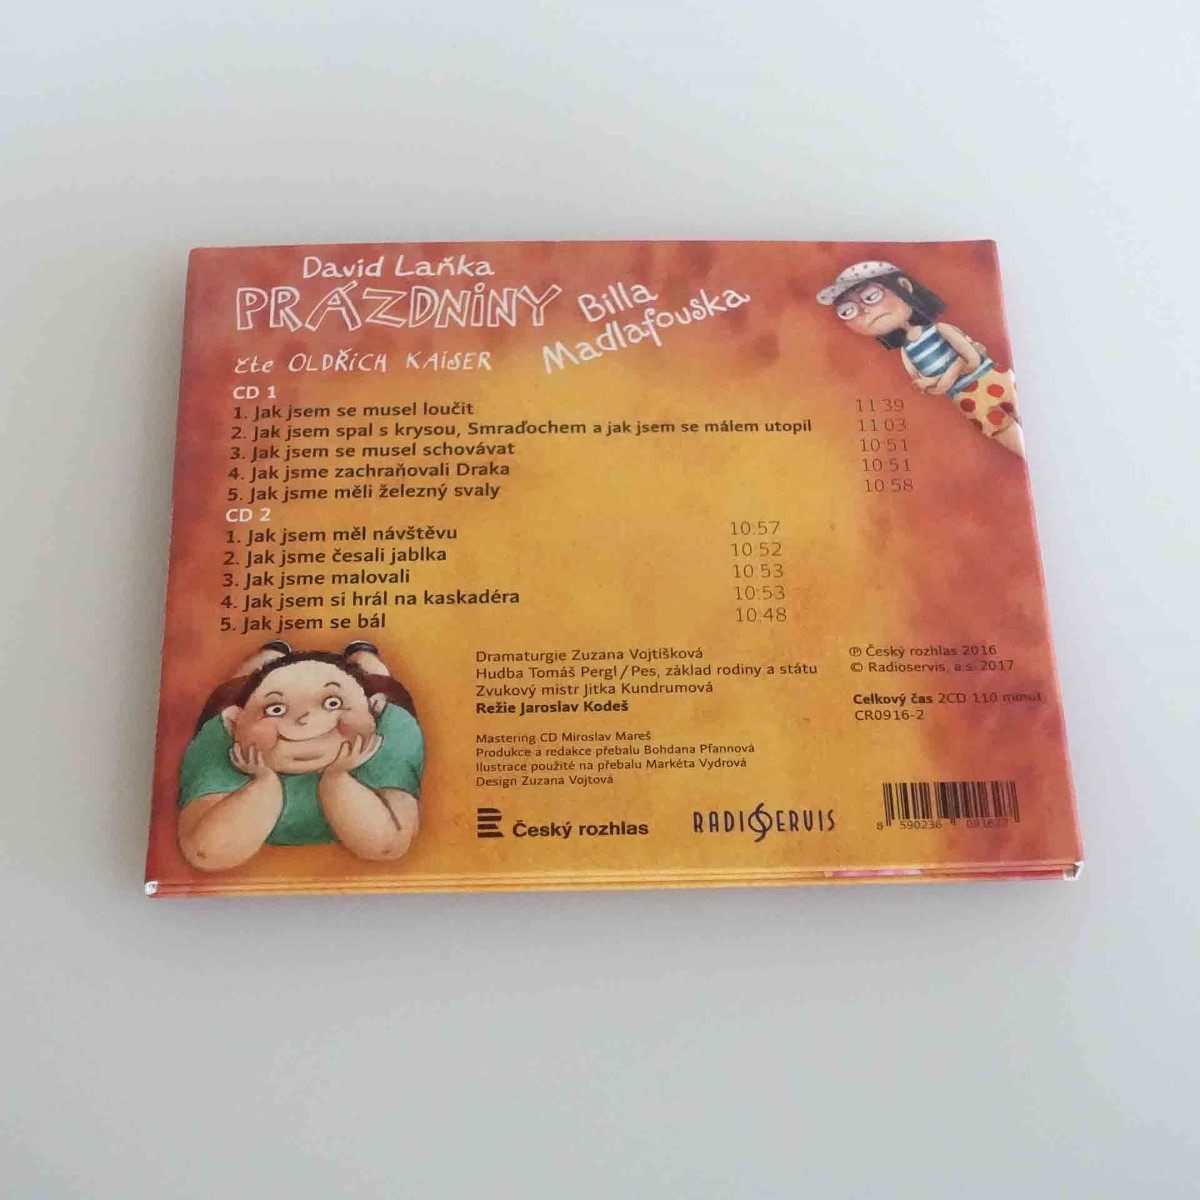 David Laňka
PRÁZDNINY Billa
Madlafouska
čte OLDŘICH KAISER
CD 1
1. Jak jsem se musel loučit 11:39
2. Jak jsem spal s krysou, Smraďochem a jak jsem se málem utopil 11:03
3. Jak jsem se musel schovávat 10:51
4. Jak jsme zachraňovali Draka 10:51
5. Jak jsme měli železný svaly 10:58
CD 2
1. Jak jsem měl návštěvu 10:57
2. Jak jsme česali jablka 10:52
3. Jak jsme malovali 10:53
4. Jak jsem si hrál na kaskadéra 10:53
5. Jak jsem se bál 10:48
Dramaturgie Zuzana Vojtíšková
Hudba Tomáš Pergl / Pes, základ rodiny a státu
Zvukový mistr Jitka Kundrumová
Režie Jaroslav Kodeš
Mastering CD Miroslav Mareš
Produkce a redakce přebalu Bohdana Pfannová
Ilustrace použité na přebalu Markéta Vydrová
Design Zuzana Vojtová
℗ Český rozhlas 2016
© Radioservis, a.s. 2017
Celkový čas 2CD 110 minut
CR0916-2
Český rozhlas
RADIOSERVIS
8 590236